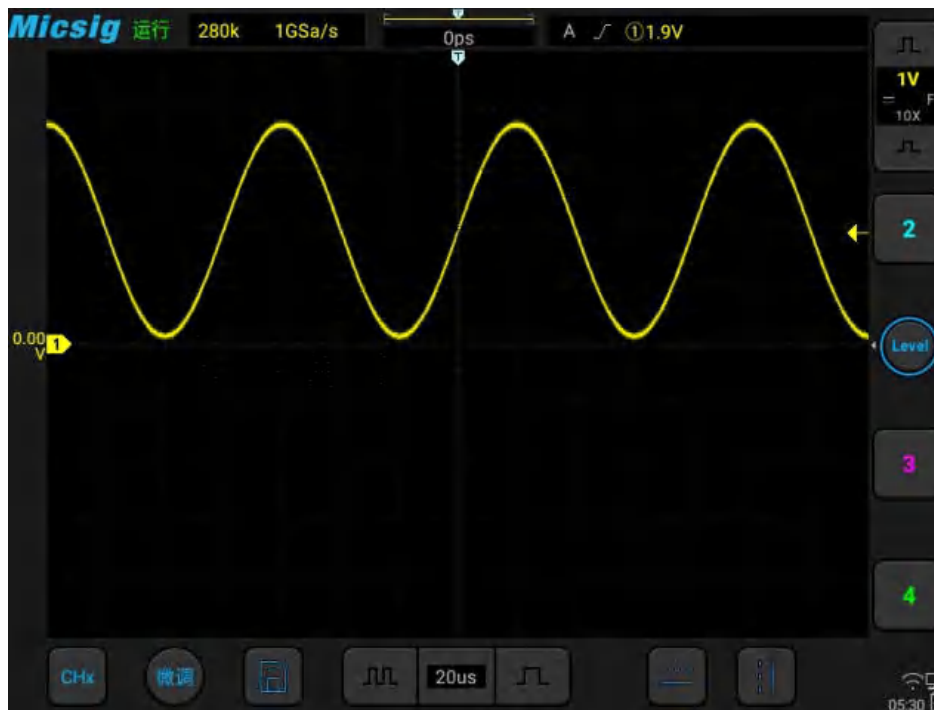 Micsig 运行 280k 1GSa/s 0ps A ①1.9V
T
T
1V
F
10X
2
0.00
V
1
Level
3
4
CHx 微调 20us
05:30